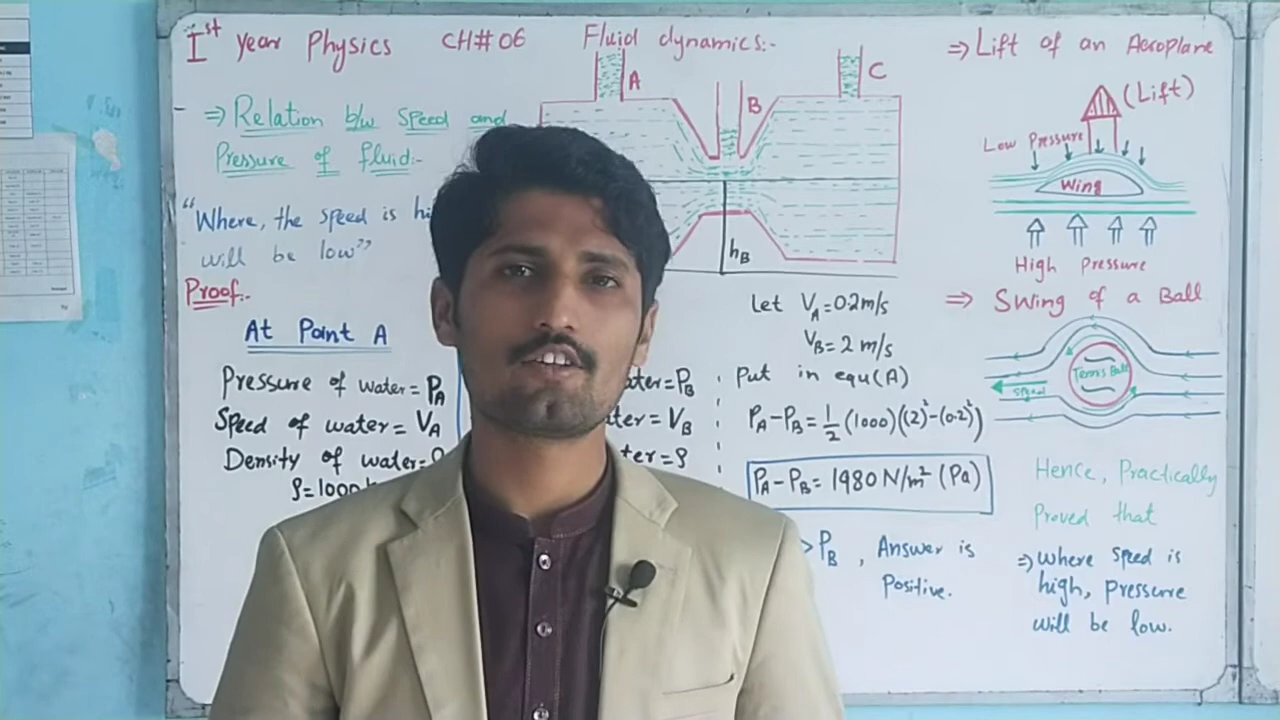 Ist year Physics CH# 06 Fluid dynamics:-
⇒ Relation b/w Speed and
Pressure of fluid:-
"Where, the speed is hi
will be low"
Proof:-
At Point A
Pressure of water = PA
Speed of water = VA
Density of water = ρ
ρ=1000
A
B
C
hB
ater=PB
ater = VB
ter = ρ
Let VA = 0.2 m/s
VB = 2 m/s
Put in equ(A)
PA-PB = 1/2 (1000)((2)²-(0.2)²)
PA-PB = 1980 N/m² (Pa)
> PB , Answer is
Positive.
⇒ Lift of an Aeroplane
(Lift)
Low Pressure
Wing
High Pressure
⇒ Swing of a Ball
Tennis Ball
speed
Hence, Practically
Proved that
⇒ where speed is
high, pressure
will be low.